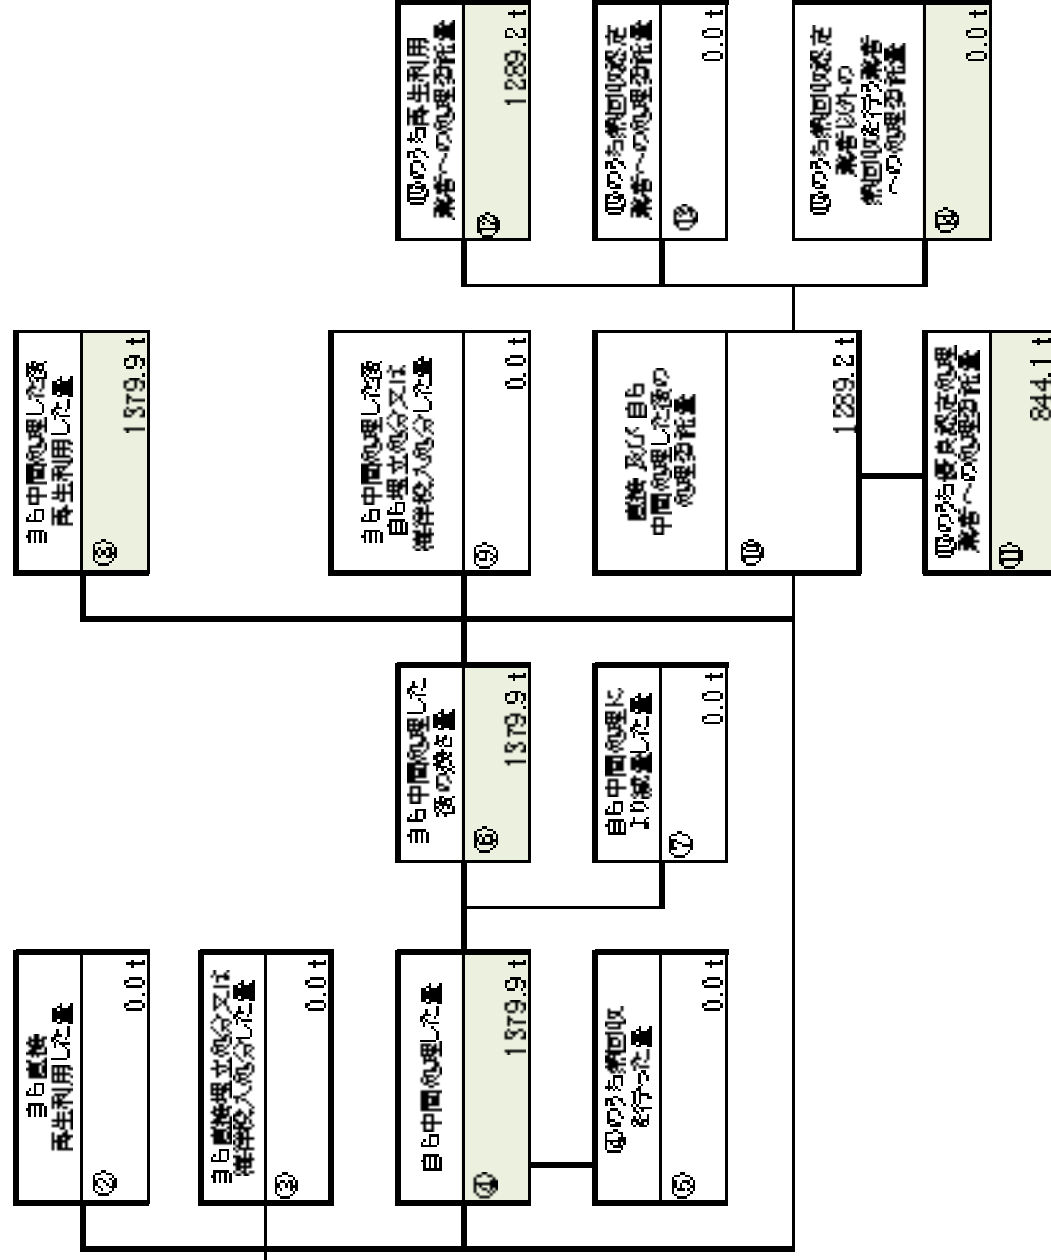 自ら直接
再生利用した量
②
0.0 t
自ら直接埋立処分又は
海洋投入処分した量
③
0.0 t
自ら中間処理した量
④
1379.9 t
④のうち熱回収
を行った量
⑤
0.0 t
自ら中間処理した
後の残さ量
⑥
1379.9 t
自ら中間処理に
より減量した量
⑦
0.0 t
自ら中間処理した後
再生利用した量
⑧
1379.9 t
自ら中間処理した後
自ら埋立処分又は
海洋投入処分した量
⑨
0.0 t
直接及び自ら
中間処理した後の
処理委託量
⑩
1289.2 t
⑩のうち優良認定処理
業者への処理委託量
⑪
844.1 t
⑩のうち再生利用
業者への処理委託量
⑫
1289.2 t
⑩のうち熱回収認定
業者への処理委託量
⑬
0.0 t
⑩のうち熱回収認定
業者以外の
熱回収を行う業者
への処理委託量
⑭
0.0 t